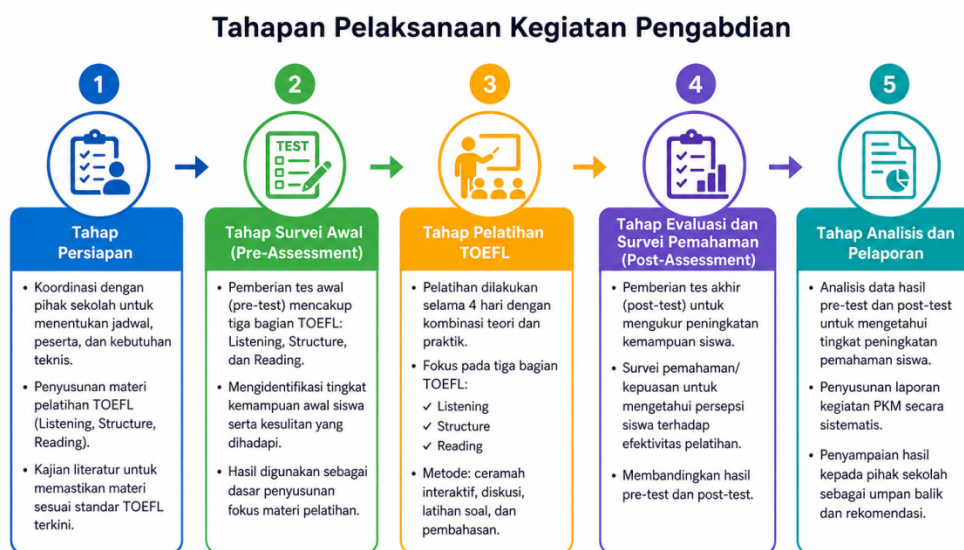 Tahapan Pelaksanaan Kegiatan Pengabdian
1
Tahap
Persiapan
• Koordinasi dengan
pihak sekolah untuk
menentukan jadwal,
peserta, dan kebutuhan
teknis.
• Penyusunan materi
pelatihan TOEFL
(Listening, Structure,
Reading).
• Kajian literatur untuk
memastikan materi
sesuai standar TOEFL
terkini.
2
TEST
Tahap Survei Awal
(Pre-Assessment)
• Pemberian tes awal
(pre-test) mencakup
tiga bagian TOEFL:
Listening, Structure,
dan Reading.
• Mengidentifikasi tingkat
kemampuan awal siswa
serta kesulitan yang
dihadapi.
• Hasil digunakan sebagai
dasar penyusunan
fokus materi pelatihan.
3
Tahap Pelatihan
TOEFL
• Pelatihan dilakukan
selama 4 hari dengan
kombinasi teori dan
praktik.
• Fokus pada tiga bagian
TOEFL:
✓ Listening
✓ Structure
✓ Reading
• Metode: ceramah
interaktif, diskusi,
latihan soal, dan
pembahasan.
4
Tahap Evaluasi dan
Survei Pemahaman
(Post-Assessment)
• Pemberian tes akhir
(post-test) untuk
mengukur peningkatan
kemampuan siswa.
• Survei pemahaman/
kepuasan untuk
mengetahui persepsi
siswa terhadap
efektivitas pelatihan.
• Membandingkan hasil
pre-test dan post-test.
5
Tahap Analisis dan
Pelaporan
• Analisis data hasil
pre-test dan post-test
untuk mengetahui
tingkat peningkatan
pemahaman siswa.
• Penyusunan laporan
kegiatan PKM secara
sistematis.
• Penyampaian hasil
kepada pihak sekolah
sebagai umpan balik
dan rekomendasi.